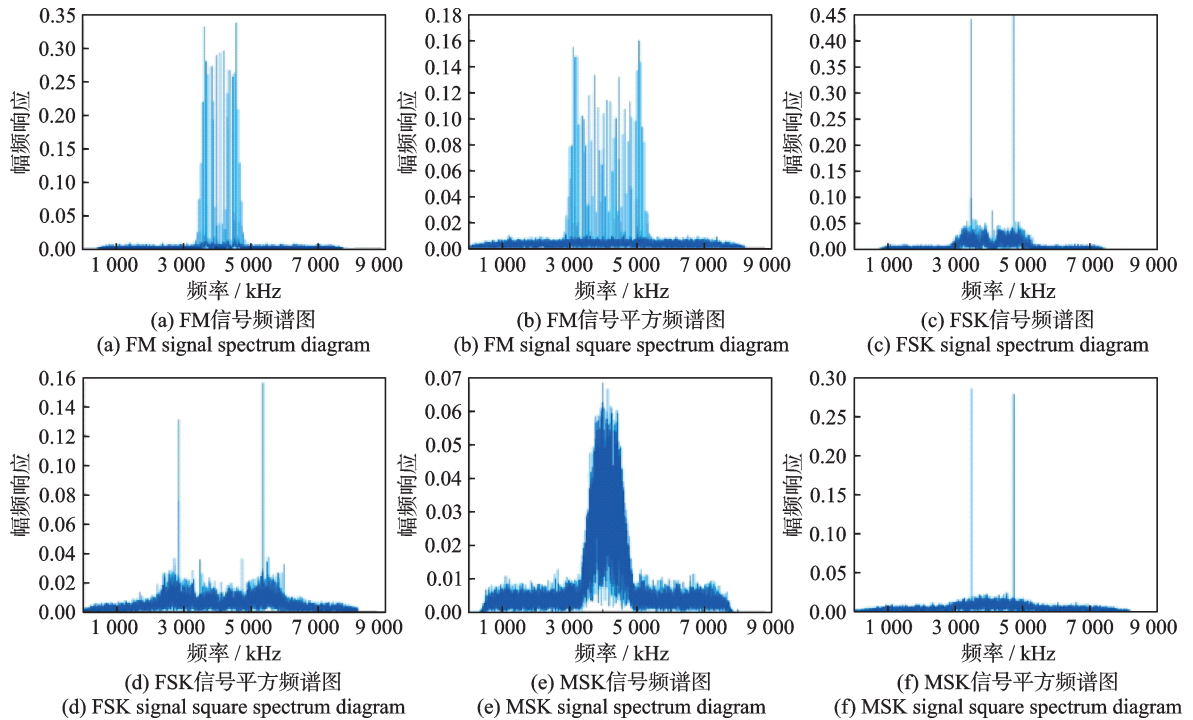 0.35
0.30
0.25
0.20
0.15
0.10
0.05
0.00
幅频响应
1 000 3 000 5 000 7 000 9 000
频率 / kHz
(a) FM信号频谱图
(a) FM signal spectrum diagram
0.18
0.16
0.14
0.12
0.10
0.08
0.06
0.04
0.02
0.00
幅频响应
1 000 3 000 5 000 7 000 9 000
频率 / kHz
(b) FM信号平方频谱图
(b) FM signal square spectrum diagram
0.45
0.40
0.45
0.30
0.25
0.20
0.15
0.10
0.05
0.00
幅频响应
1 000 3 000 5 000 7 000 9 000
频率 / kHz
(c) FSK信号频谱图
(c) FSK signal spectrum diagram
0.16
0.14
0.12
0.10
0.08
0.06
0.04
0.02
0.00
幅频响应
1 000 3 000 5 000 7 000 9 000
频率 / kHz
(d) FSK信号平方频谱图
(d) FSK signal square spectrum diagram
0.07
0.06
0.05
0.04
0.03
0.02
0.01
0.00
幅频响应
1 000 3 000 5 000 7 000 9 000
频率 / kHz
(e) MSK信号频谱图
(e) MSK signal spectrum diagram
0.30
0.25
0.20
0.15
0.10
0.05
0.00
幅频响应
1 000 3 000 5 000 7 000 9 000
频率 / kHz
(f) MSK信号平方频谱图
(f) MSK signal square spectrum diagram